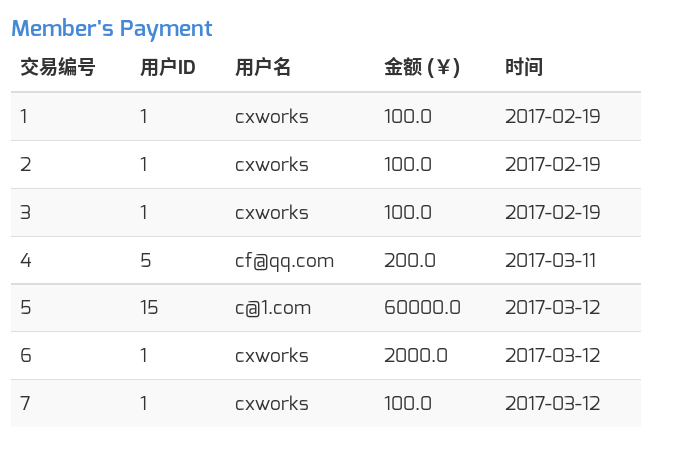 Member's Payment
交易编号 用户ID 用户名 金额 (¥) 时间
1 1 cxworks 100.0 2017-02-19
2 1 cxworks 100.0 2017-02-19
3 1 cxworks 100.0 2017-02-19
4 5 cf@qq.com 200.0 2017-03-11
5 15 c@1.com 60000.0 2017-03-12
6 1 cxworks 2000.0 2017-03-12
7 1 cxworks 100.0 2017-03-12